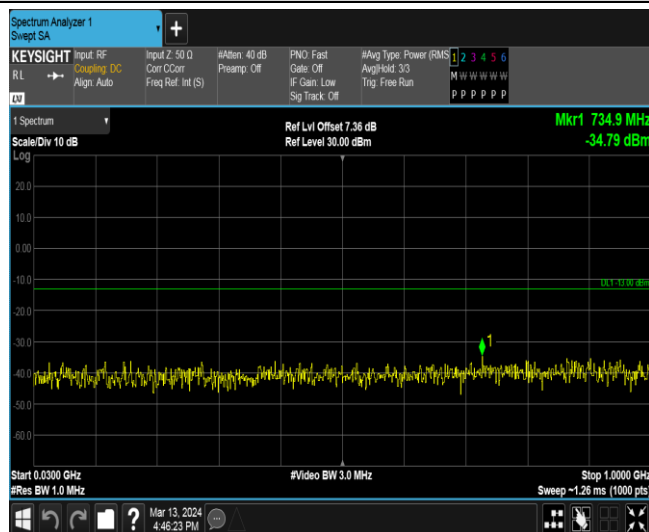 Spectrum Analyzer 1
Swept SA
+
KEYSIGHT
RL
LXI
Input: RF
Coupling: DC
Align: Auto
Input Z: 50 Ω
Corr CCorr
Freq Ref: Int (S)
#Atten: 40 dB
Preamp: Off
PNO: Fast
Gate: Off
IF Gain: Low
Sig Track: Off
#Avg Type: Power (RMS
Avg|Hold: 3/3
Trig: Free Run
1 2 3 4 5 6
M W W W W W
P P P P P P
1 Spectrum
Scale/Div 10 dB
Log
Ref Lvl Offset 7.36 dB
Ref Level 30.00 dBm
Mkr1 734.9 MHz
-34.79 dBm
20.0
10.0
0.00
-10.0
DL1 -13.00 dBm
-20.0
-30.0
1
-40.0
-50.0
-60.0
Start 0.0300 GHz
#Res BW 1.0 MHz
#Video BW 3.0 MHz
Stop 1.0000 GHz
Sweep ~1.26 ms (1000 pts)
?
Mar 13, 2024
4:46:23 PM